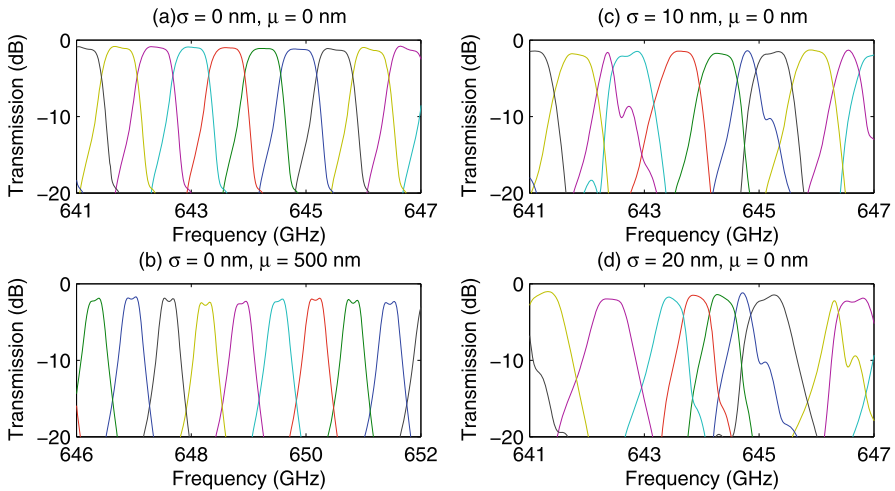 (a)σ = 0 nm, μ = 0 nm
0
−10
−20
Transmission (dB)
641
643
645
647
Frequency (GHz)
(b) σ = 0 nm, μ = 500 nm
0
−10
−20
Transmission (dB)
646
648
650
652
Frequency (GHz)
(c) σ = 10 nm, μ = 0 nm
0
−10
−20
Transmission (dB)
641
643
645
647
Frequency (GHz)
(d) σ = 20 nm, μ = 0 nm
0
−10
−20
Transmission (dB)
641
643
645
647
Frequency (GHz)